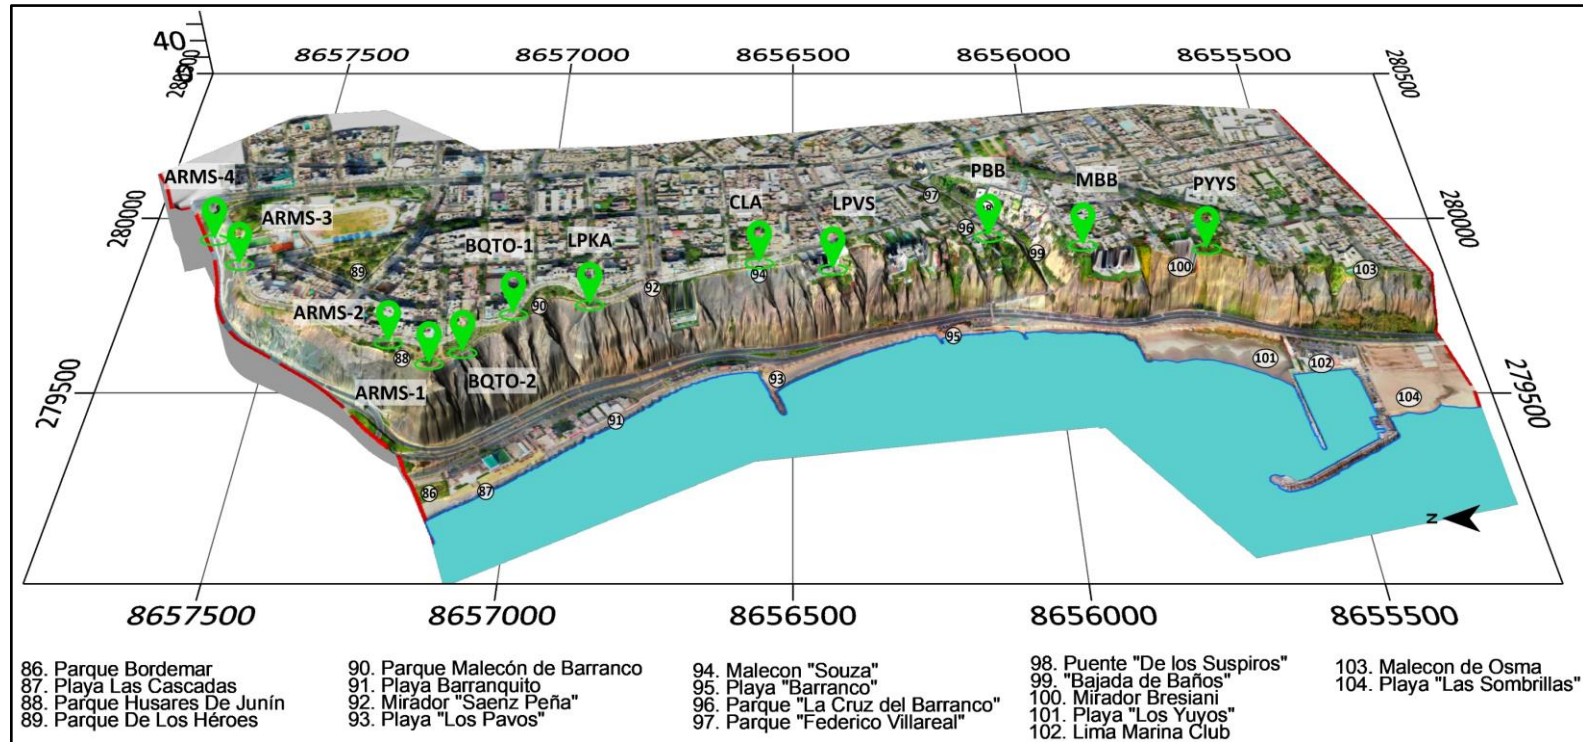 40
0
280500
8657500
8657000
8656500
8656000
8655500
280500
ARMS-4
ARMS-3
PBB
MBB
PYYS
97
CLA
LPVS
280000
96
280000
BQTO-1
LPKA
99
89
94
100
103
92
90
ARMS-2
88
95
101
102
ARMS-1
BQTO-2
93
279500
104
279500
91
86
87
N
8657500
8657000
8656500
8656000
8655500
86. Parque Bordemar
87. Playa Las Cascadas
88. Parque Husares De Junín
89. Parque De Los Héroes
90. Parque Malecón de Barranco
91. Playa Barranquito
92. Mirador "Saenz Peña"
93. Playa "Los Pavos"
94. Malecon "Souza"
95. Playa "Barranco"
96. Parque "La Cruz del Barranco"
97. Parque "Federico Villareal"
98. Puente "De los Suspiros"
99. "Bajada de Baños"
100. Mirador Bresiani
101. Playa "Los Yuyos"
102. Lima Marina Club
103. Malecon de Osma
104. Playa "Las Sombrillas"